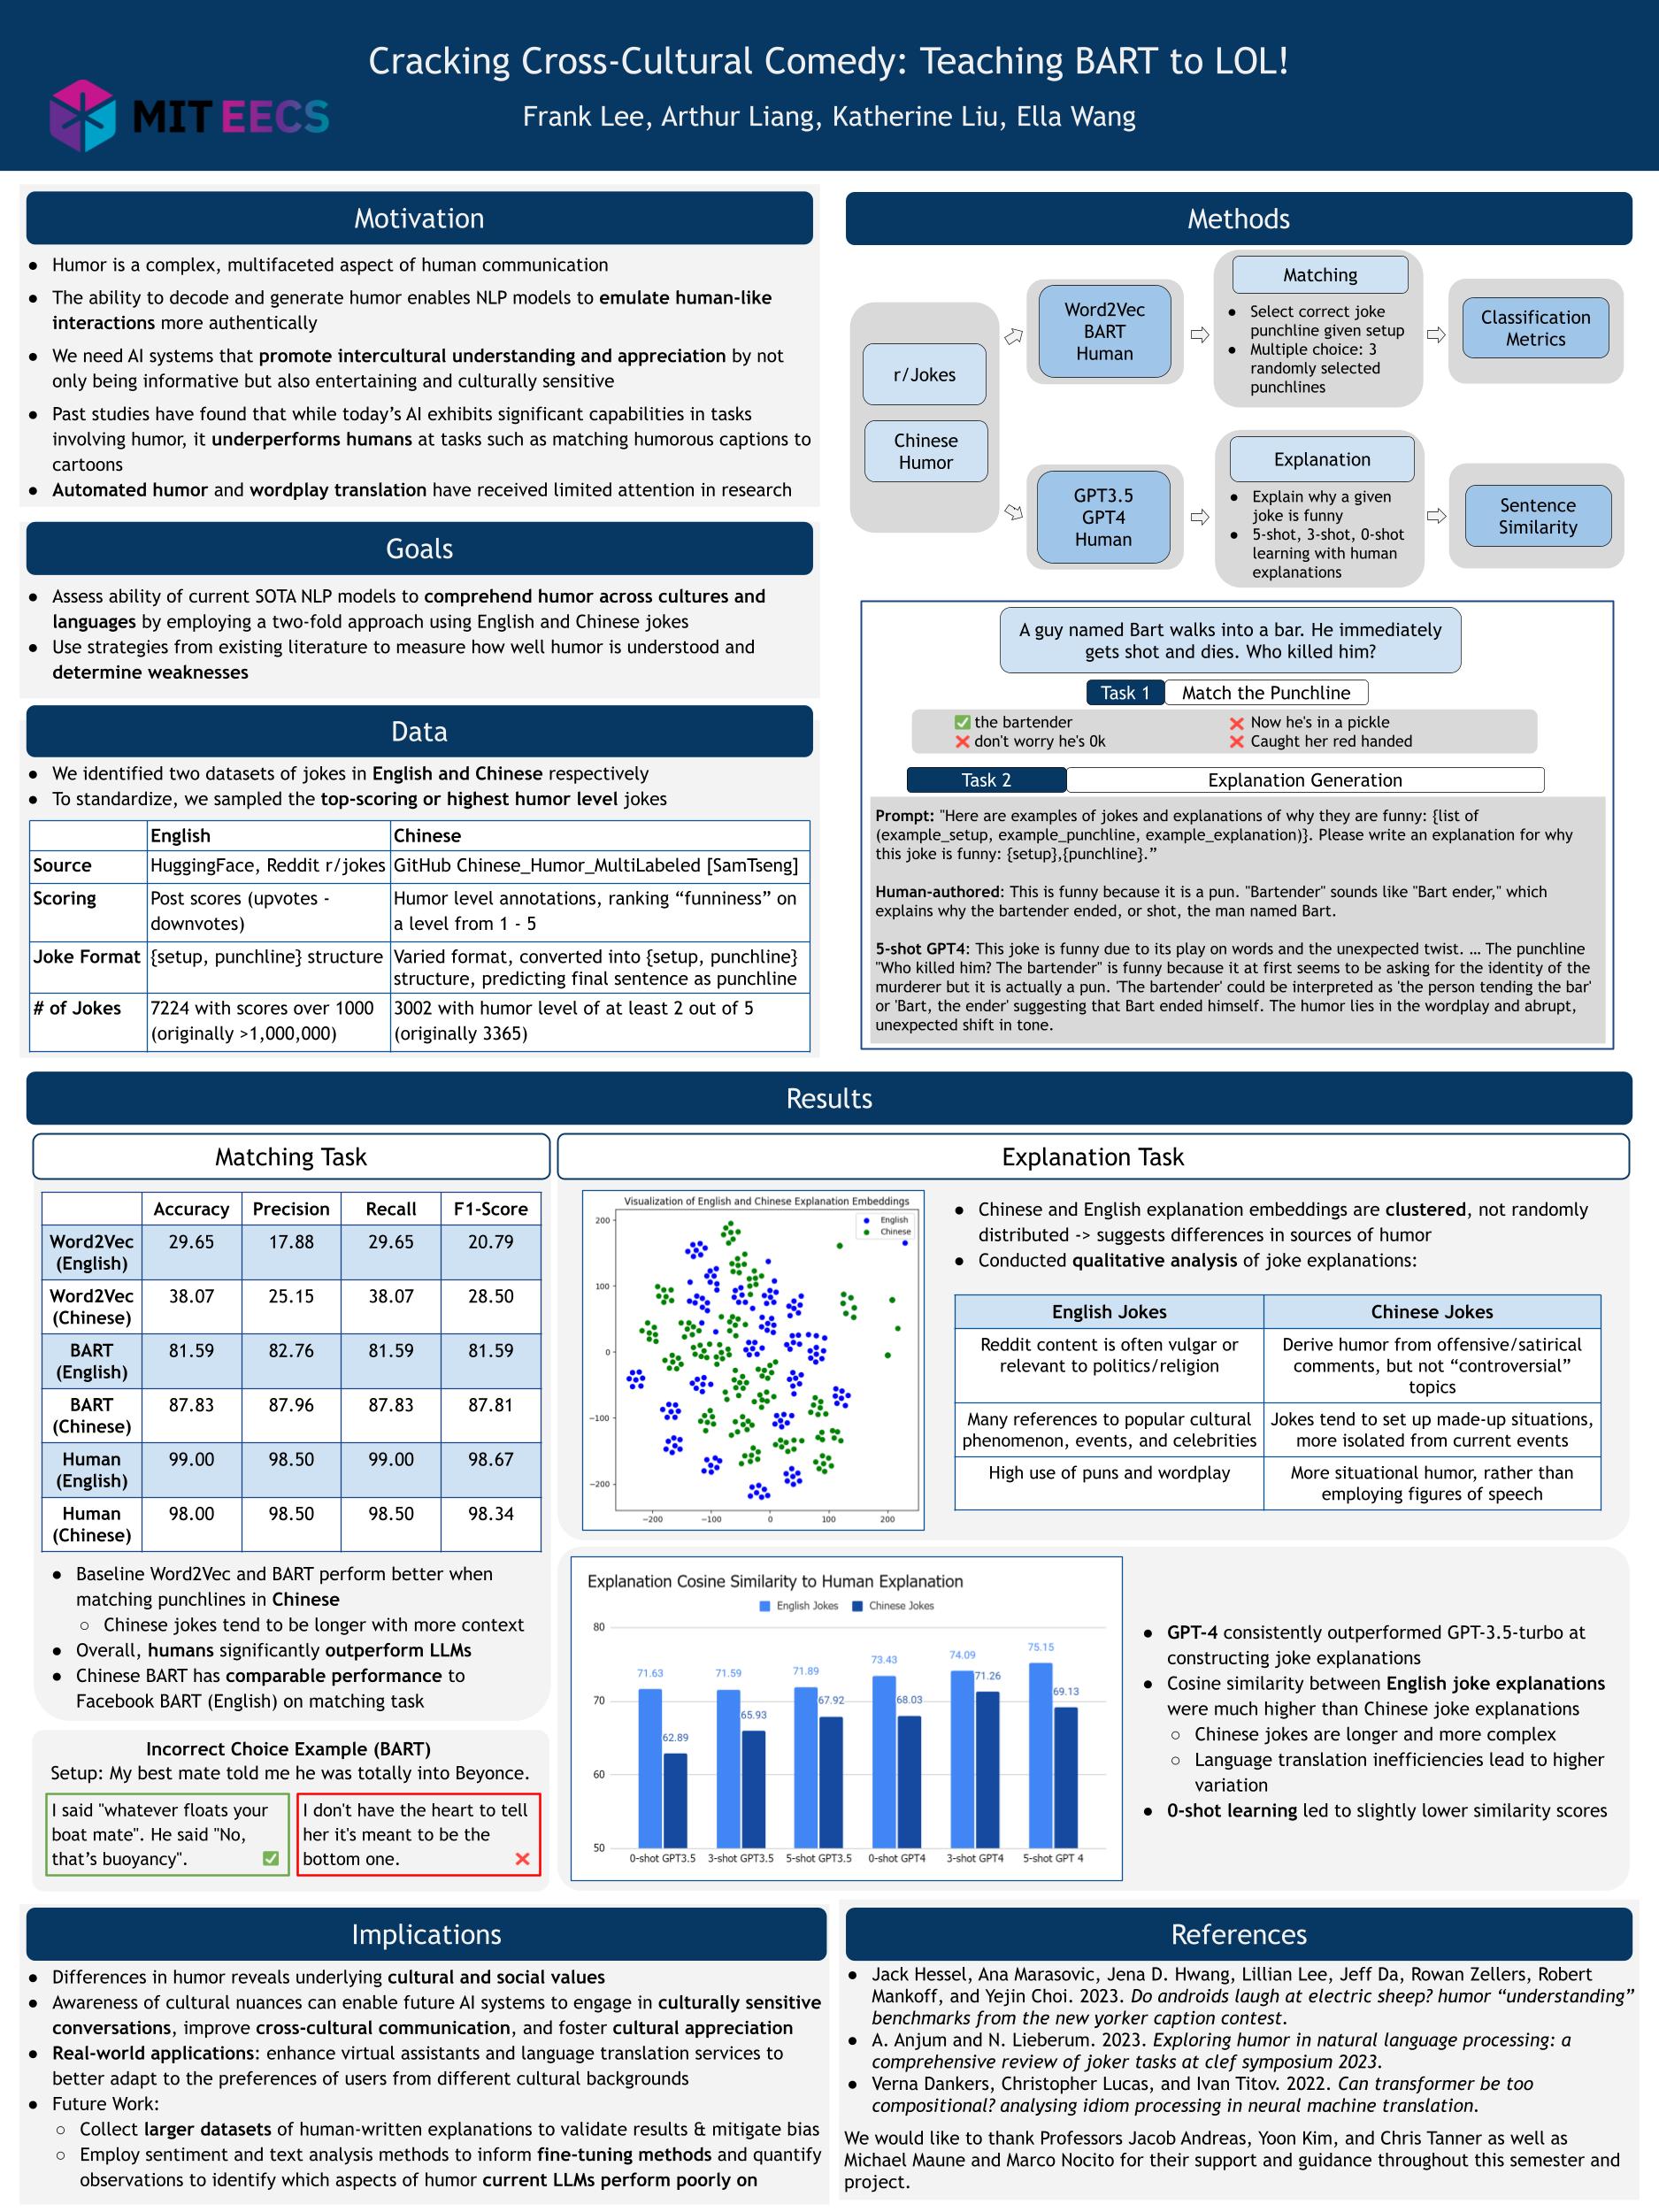 Cracking Cross-Cultural Comedy: Teaching BART to LOL!
Frank Lee, Arthur Liang, Katherine Liu, Ella Wang
MIT EECS
Motivation
● Humor is a complex, multifaceted aspect of human communication
● The ability to decode and generate humor enables NLP models to emulate human-like
interactions more authentically
● We need AI systems that promote intercultural understanding and appreciation by not
only being informative but also entertaining and culturally sensitive
● Past studies have found that while today's AI exhibits significant capabilities in tasks
involving humor, it underperforms humans at tasks such as matching humorous captions to
cartoons
● Automated humor and wordplay translation have received limited attention in research
Goals
● Assess ability of current SOTA NLP models to comprehend humor across cultures and
languages by employing a two-fold approach using English and Chinese jokes
● Use strategies from existing literature to measure how well humor is understood and
determine weaknesses
Data
● We identified two datasets of jokes in English and Chinese respectively
● To standardize, we sampled the top-scoring or highest humor level jokes
English Chinese
Source HuggingFace, Reddit r/jokes GitHub Chinese_Humor_MultiLabeled [SamTseng]
Scoring Post scores (upvotes - Humor level annotations, ranking “funniness” on
downvotes) a level from 1 - 5
Joke Format {setup, punchline} structure Varied format, converted into {setup, punchline}
structure, predicting final sentence as punchline
# of Jokes 7224 with scores over 1000 3002 with humor level of at least 2 out of 5
(originally >1,000,000) (originally 3365)
Methods
r/Jokes
Chinese
Humor
Word2Vec
BART
Human
Matching
● Select correct joke
punchline given setup
● Multiple choice: 3
randomly selected
punchlines
Classification
Metrics
GPT3.5
GPT4
Human
Explanation
● Explain why a given
joke is funny
● 5-shot, 3-shot, 0-shot
learning with human
explanations
Sentence
Similarity
A guy named Bart walks into a bar. He immediately
gets shot and dies. Who killed him?
Task 1 Match the Punchline
✅ the bartender ❌ Now he's in a pickle
❌ don't worry he's 0k ❌ Caught her red handed
Task 2 Explanation Generation
Prompt: "Here are examples of jokes and explanations of why they are funny: {list of
(example_setup, example_punchline, example_explanation)}. Please write an explanation for why
this joke is funny: {setup},{punchline}.”
Human-authored: This is funny because it is a pun. "Bartender" sounds like "Bart ender," which
explains why the bartender ended, or shot, the man named Bart.
5-shot GPT4: This joke is funny due to its play on words and the unexpected twist. … The punchline
"Who killed him? The bartender" is funny because it at first seems to be asking for the identity of the
murderer but it is actually a pun. 'The bartender' could be interpreted as 'the person tending the bar'
or 'Bart, the ender' suggesting that Bart ended himself. The humor lies in the wordplay and abrupt,
unexpected shift in tone.
Results
Matching Task
Accuracy Precision Recall F1-Score
Word2Vec 29.65 17.88 29.65 20.79
(English)
Word2Vec 38.07 25.15 38.07 28.50
(Chinese)
BART 81.59 82.76 81.59 81.59
(English)
BART 87.83 87.96 87.83 87.81
(Chinese)
Human 99.00 98.50 99.00 98.67
(English)
Human 98.00 98.50 98.50 98.34
(Chinese)
● Baseline Word2Vec and BART perform better when
matching punchlines in Chinese
○ Chinese jokes tend to be longer with more context
● Overall, humans significantly outperform LLMs
● Chinese BART has comparable performance to
Facebook BART (English) on matching task
Incorrect Choice Example (BART)
Setup: My best mate told me he was totally into Beyonce.
I said "whatever floats your
boat mate". He said "No,
that’s buoyancy". ✅
I don't have the heart to tell
her it's meant to be the
bottom one. ❌
Explanation Task
Visualization of English and Chinese Explanation Embeddings
English
Chinese
200
100
0
−100
−200
−200 −100 0 100 200
● Chinese and English explanation embeddings are clustered, not randomly
distributed -> suggests differences in sources of humor
● Conducted qualitative analysis of joke explanations:
English Jokes Chinese Jokes
Reddit content is often vulgar or Derive humor from offensive/satirical
relevant to politics/religion comments, but not “controversial”
topics
Many references to popular cultural Jokes tend to set up made-up situations,
phenomenon, events, and celebrities more isolated from current events
High use of puns and wordplay More situational humor, rather than
employing figures of speech
Explanation Cosine Similarity to Human Explanation
English Jokes Chinese Jokes
80
70
60
50
71.63 62.89 71.59 65.93 71.89 67.92 73.43 68.03 74.09 71.26 75.15 69.13
0-shot GPT3.5 3-shot GPT3.5 5-shot GPT3.5 0-shot GPT4 3-shot GPT4 5-shot GPT 4
● GPT-4 consistently outperformed GPT-3.5-turbo at
constructing joke explanations
● Cosine similarity between English joke explanations
were much higher than Chinese joke explanations
○ Chinese jokes are longer and more complex
○ Language translation inefficiencies lead to higher
variation
● 0-shot learning led to slightly lower similarity scores
Implications
● Differences in humor reveals underlying cultural and social values
● Awareness of cultural nuances can enable future AI systems to engage in culturally sensitive
conversations, improve cross-cultural communication, and foster cultural appreciation
● Real-world applications: enhance virtual assistants and language translation services to
better adapt to the preferences of users from different cultural backgrounds
● Future Work:
○ Collect larger datasets of human-written explanations to validate results & mitigate bias
○ Employ sentiment and text analysis methods to inform fine-tuning methods and quantify
observations to identify which aspects of humor current LLMs perform poorly on
References
● Jack Hessel, Ana Marasovic, Jena D. Hwang, Lillian Lee, Jeff Da, Rowan Zellers, Robert
Mankoff, and Yejin Choi. 2023. Do androids laugh at electric sheep? humor “understanding”
benchmarks from the new yorker caption contest.
● A. Anjum and N. Lieberum. 2023. Exploring humor in natural language processing: a
comprehensive review of joker tasks at clef symposium 2023.
● Verna Dankers, Christopher Lucas, and Ivan Titov. 2022. Can transformer be too
compositional? analysing idiom processing in neural machine translation.
We would like to thank Professors Jacob Andreas, Yoon Kim, and Chris Tanner as well as
Michael Maune and Marco Nocito for their support and guidance throughout this semester and
project.